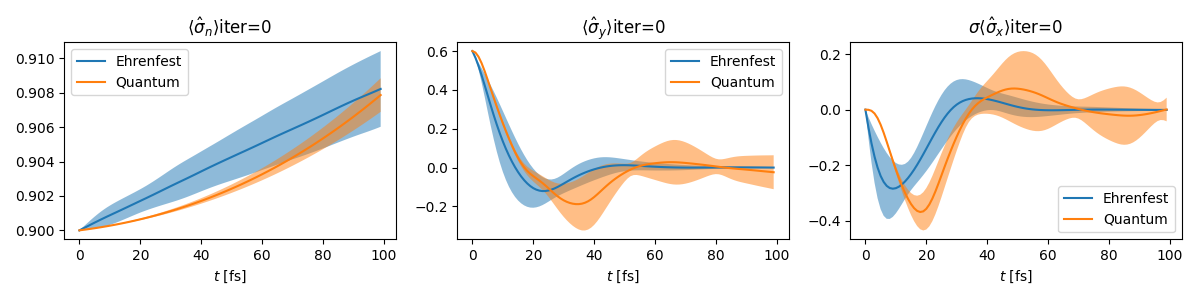 ⟨σ̂ₙ⟩iter=0
0.910
0.908
0.906
0.904
0.902
0.900
Ehrenfest
Quantum
0 20 40 60 80 100
t [fs]
⟨σ̂_y⟩iter=0
0.6
0.4
0.2
0.0
−0.2
Ehrenfest
Quantum
0 20 40 60 80 100
t [fs]
σ⟨σ̂ₓ⟩iter=0
0.2
0.0
−0.2
−0.4
Ehrenfest
Quantum
0 20 40 60 80 100
t [fs]